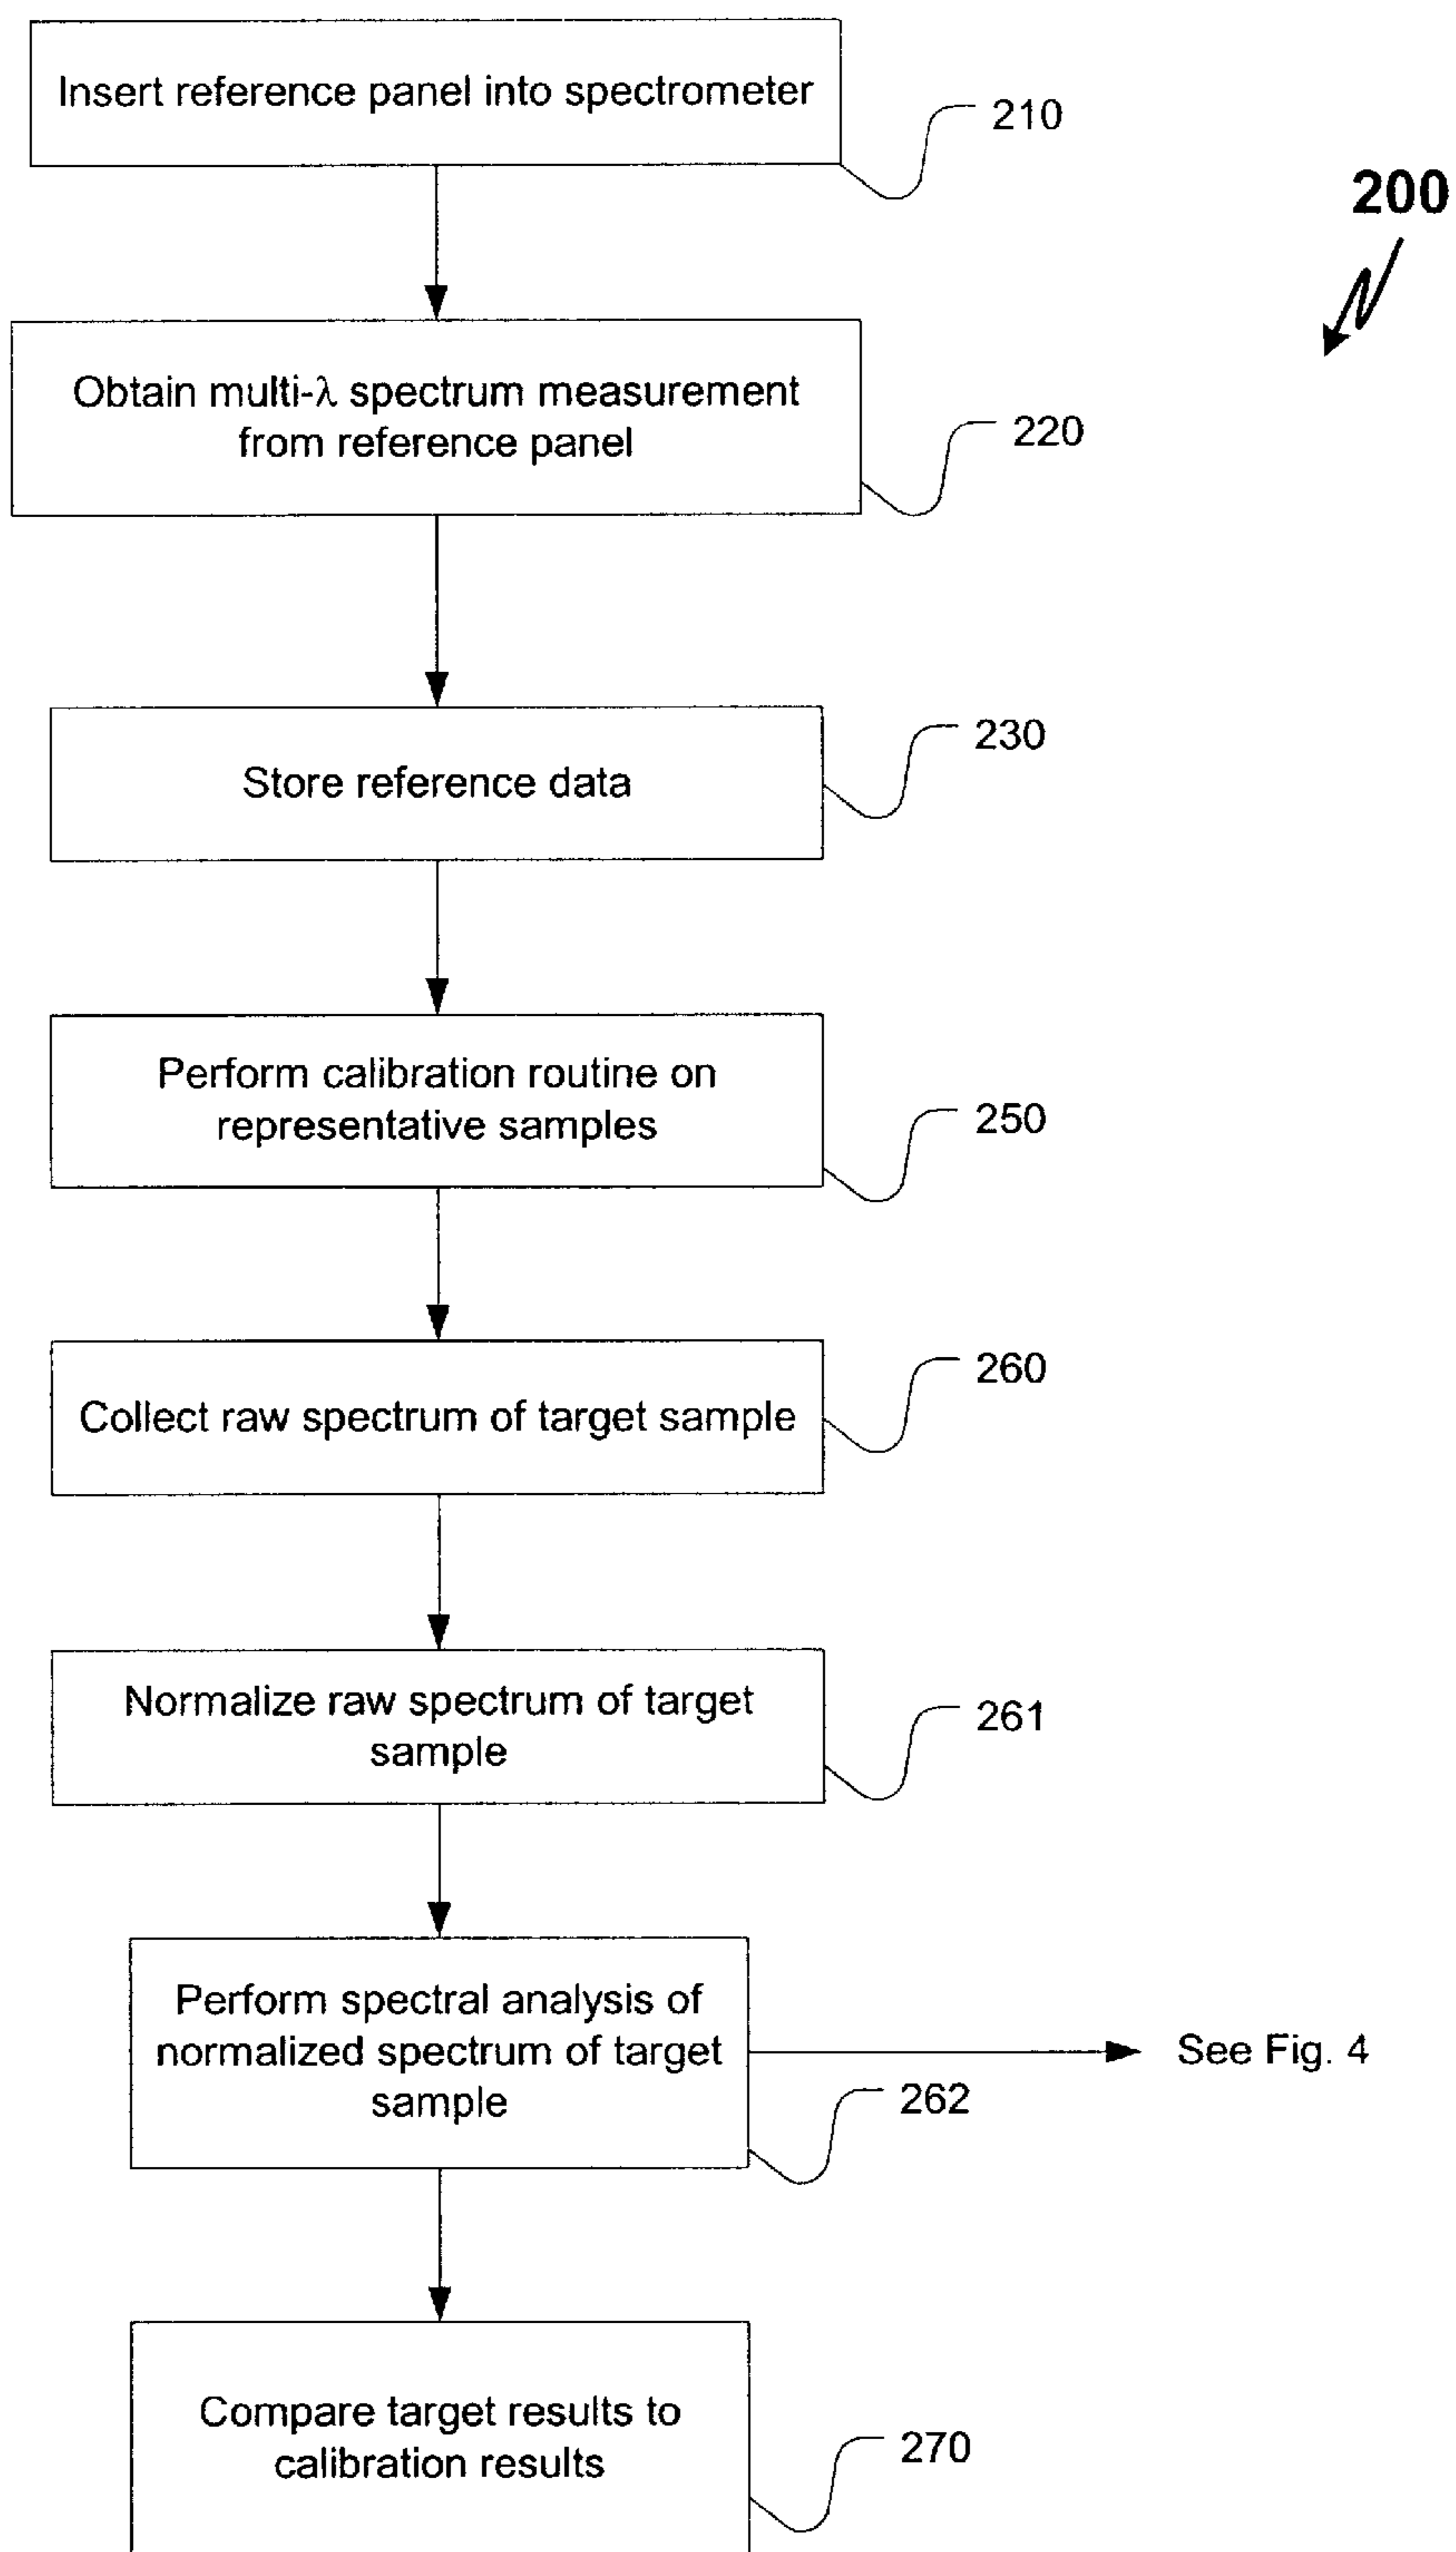 Insert reference panel into spectrometer
210
200
Obtain multi-λ spectrum measurement
from reference panel
220
Store reference data
230
Perform calibration routine on
representative samples
250
Collect raw spectrum of target sample
260
Normalize raw spectrum of target
sample
261
Perform spectral analysis of
normalized spectrum of target
sample
See Fig. 4
262
Compare target results to
calibration results
270